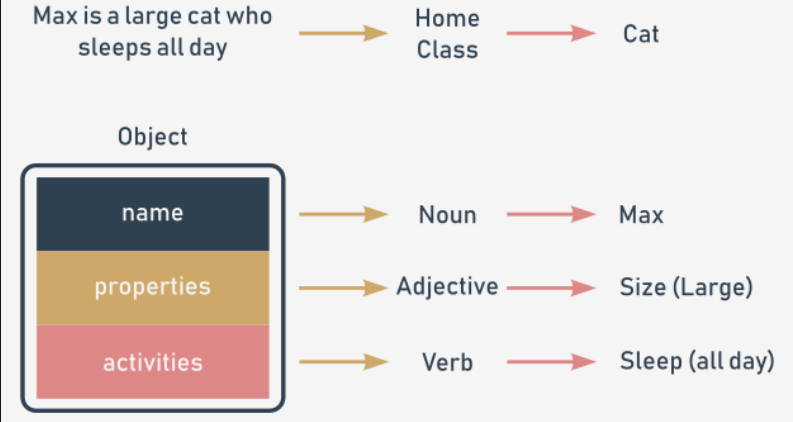 Max is a large cat who
sleeps all day
Home
Class
Cat
Object
name
Noun
Max
properties
Adjective
Size (Large)
activities
Verb
Sleep (all day)